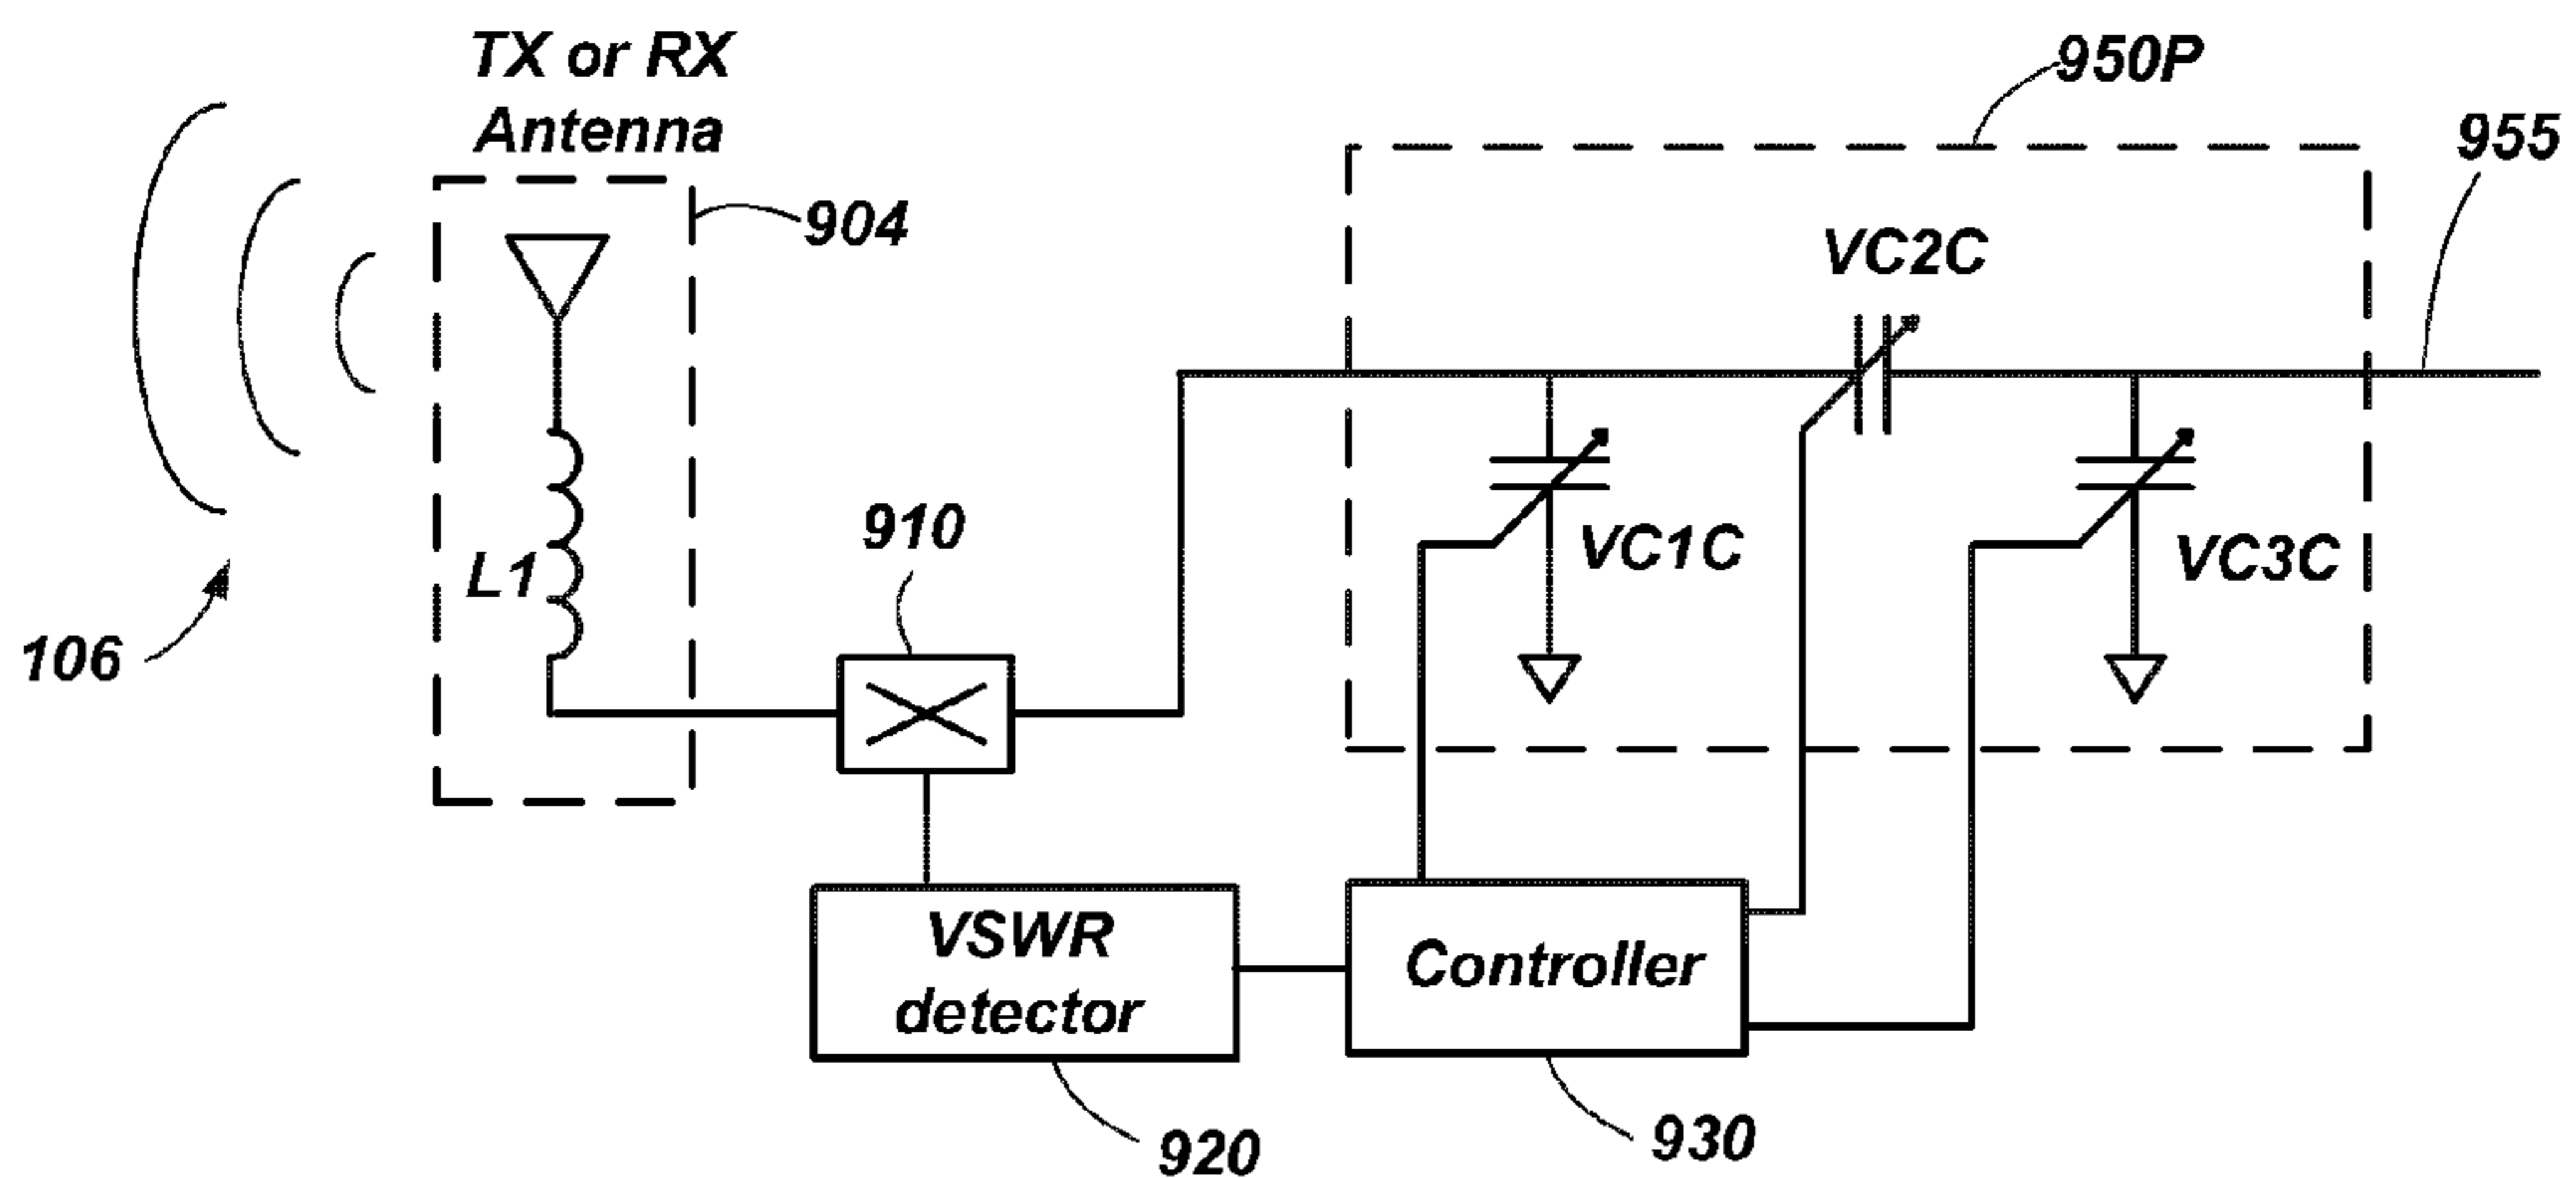 TX or RX
Antenna
950P
955
904
VC2C
910
L1
VC1C
VC3C
106
VSWR
detector
Controller
920
930